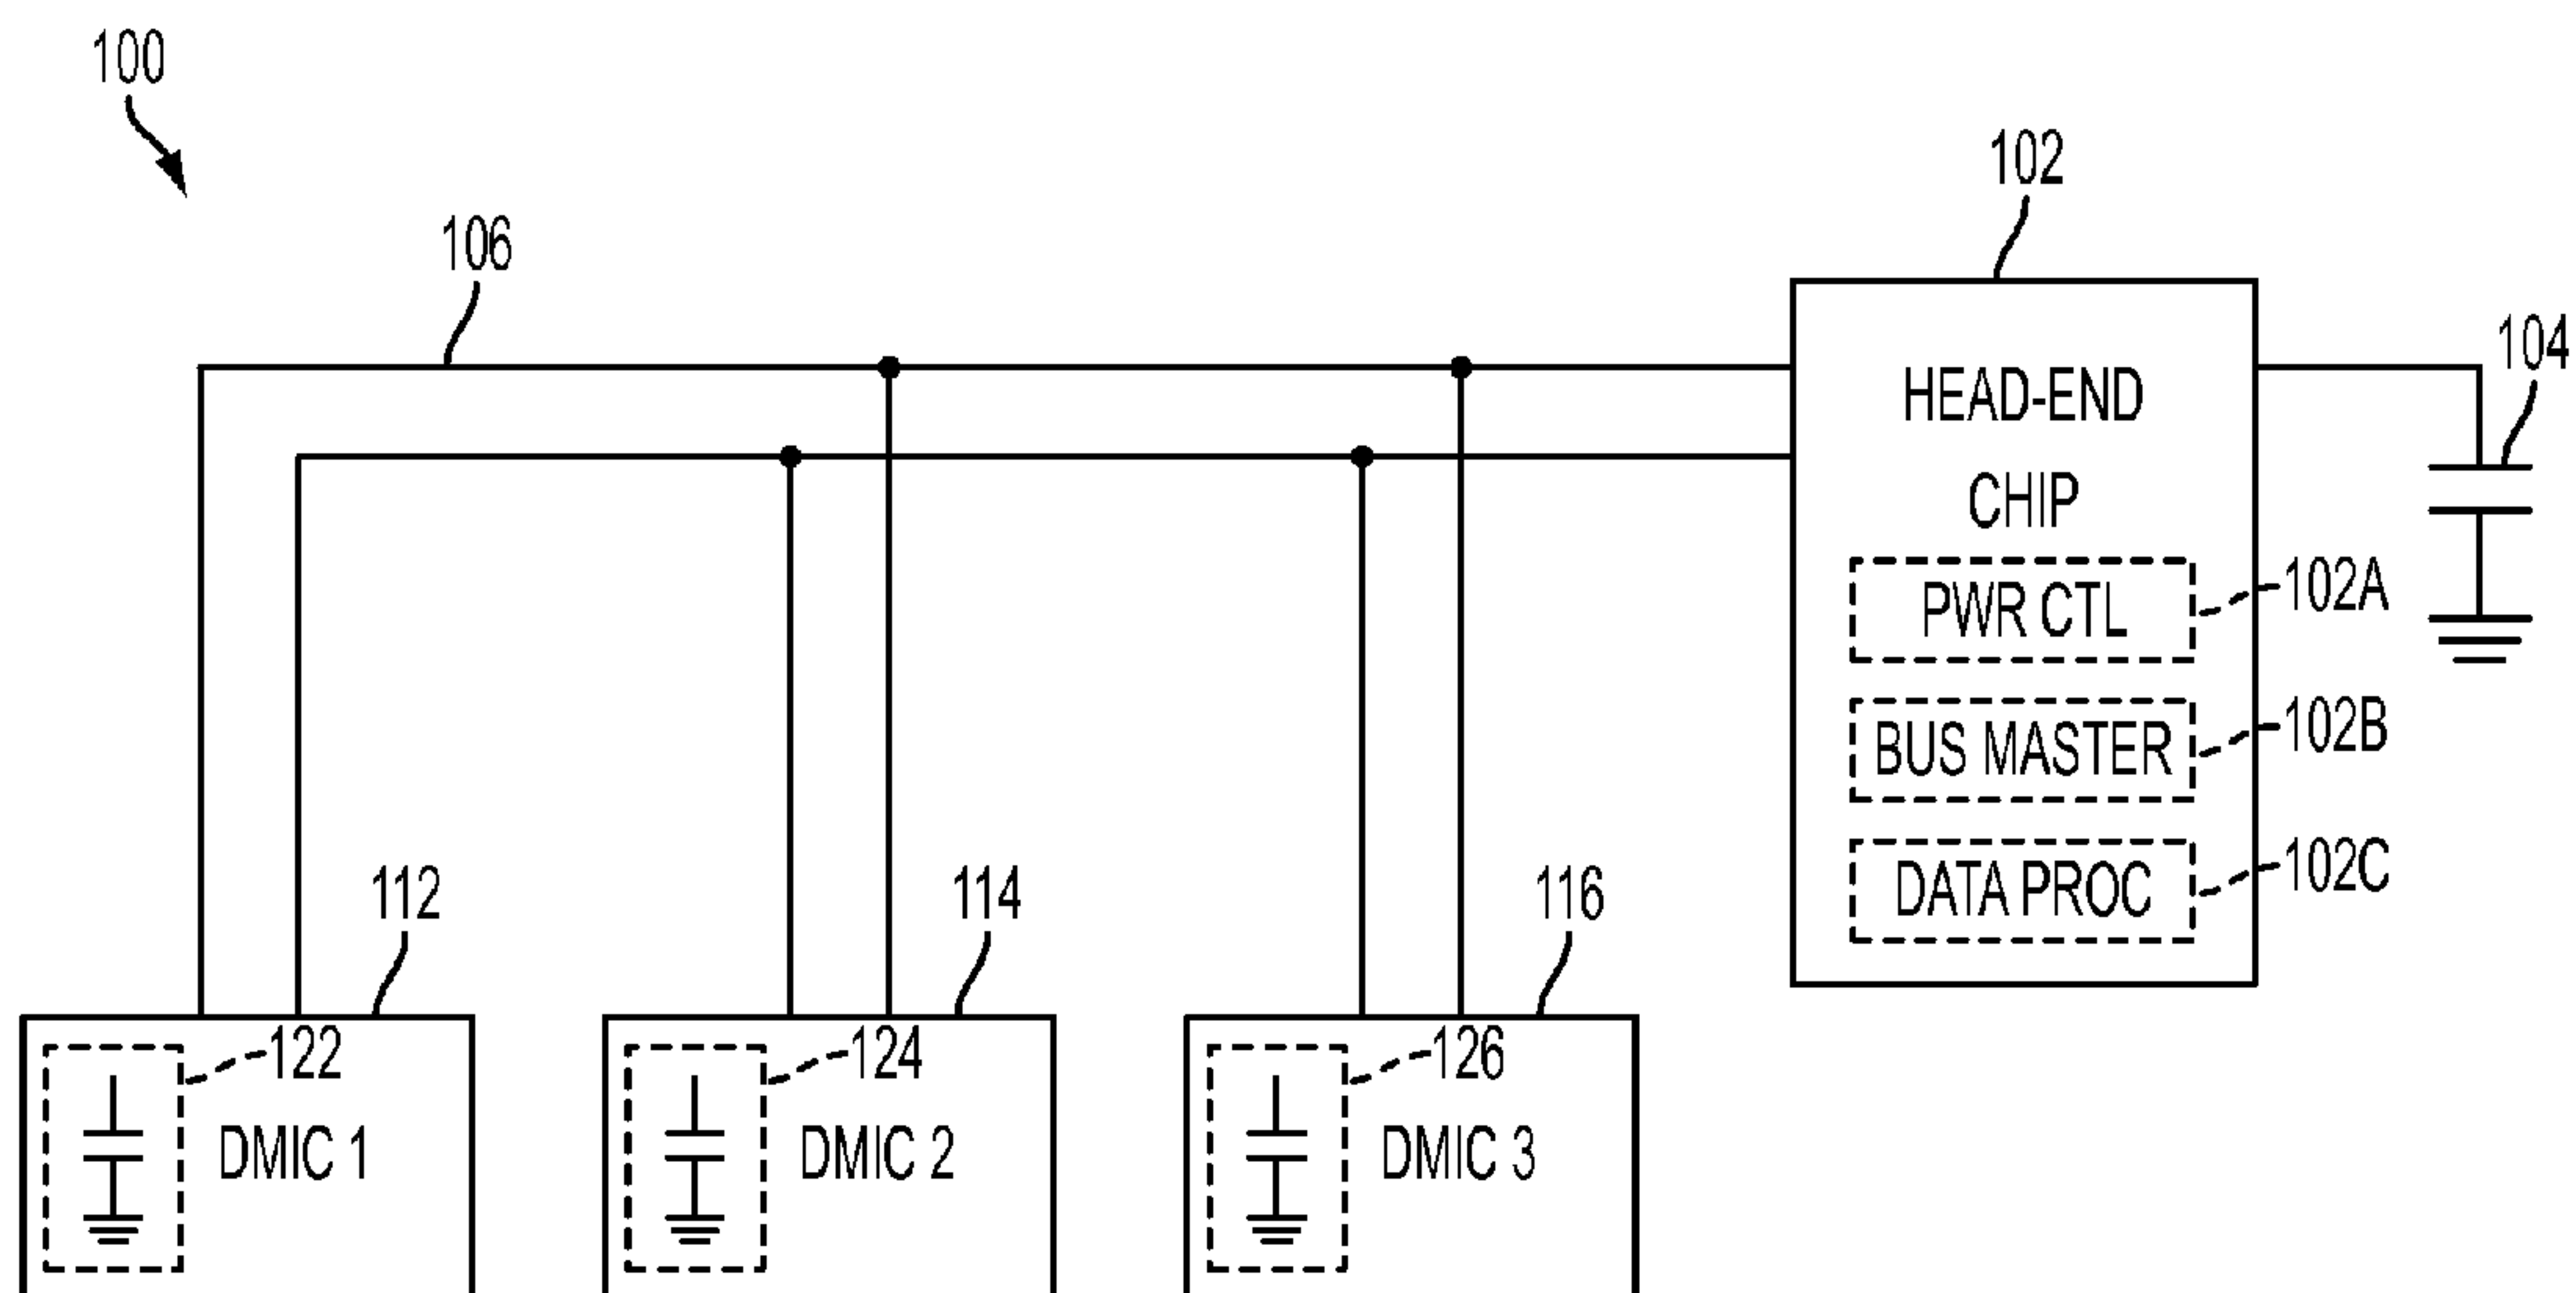 100
102
106
104
HEAD-END
CHIP
PWR CTL
102A
BUS MASTER
102B
DATA PROC
102C
112
114
116
122
124
126
DMIC 1
DMIC 2
DMIC 3